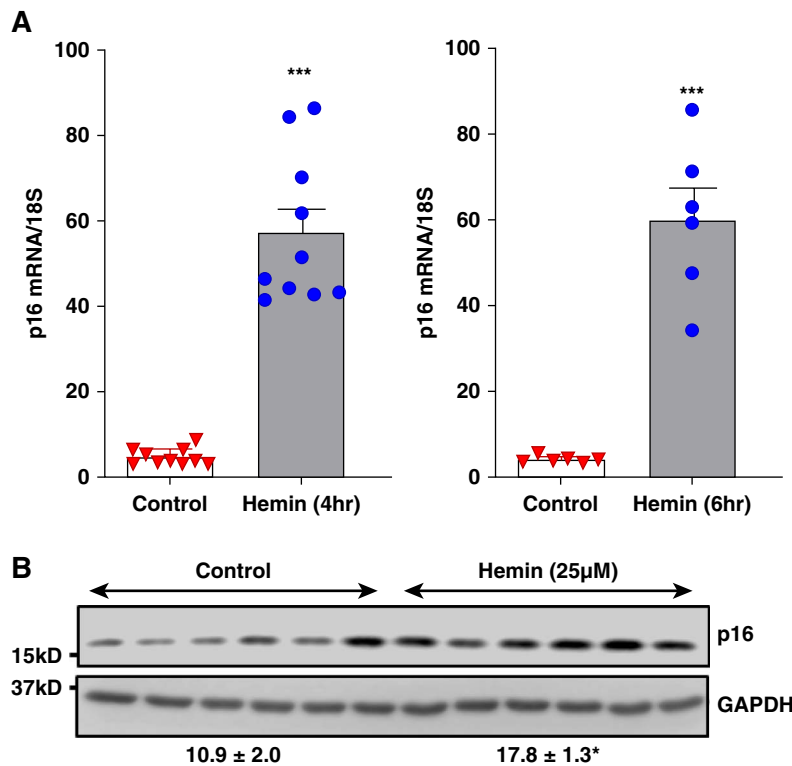 A
p16 mRNA/18S
100
80
60
40
20
0
***
Control
Hemin (4hr)
p16 mRNA/18S
100
80
60
40
20
0
***
Control
Hemin (6hr)
B
Control
Hemin (25µM)
15kD
p16
37kD
GAPDH
10.9 ± 2.0
17.8 ± 1.3*